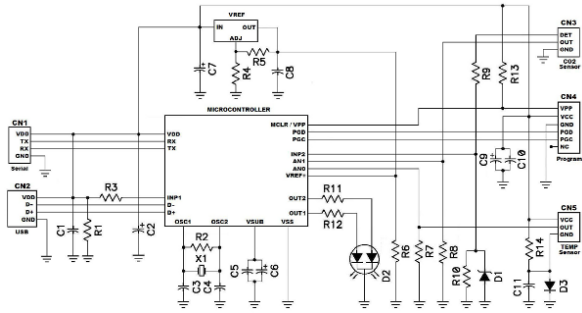 VREF
IN
OUT
ADJ
R5
C7
R4
C8
CN3
DET
OUT
GND
CO2
Sensor
R9
R13
MICROCONTROLLER
CN1
VDD
TX
RX
GND
Serial
VDD
RX
TX
MCLR / VPP
PGD
PGC
INP2
AN1
AN0
VREF+
CN4
VPP
VCC
GND
PGD
PGC
NC
Program
C9
C10
CN2
VDD
D-
D+
GND
USB
R3
INP1
D-
D+
C1
R1
C2
OSC1
OSC2
VSUB
VSS
OUT2
OUT1
R11
R12
R2
X1
C3
C4
C5
C6
D2
R6
R7
R8
R10
D1
CN5
VCC
OUT
GND
TEMP
Sensor
R14
C11
D3